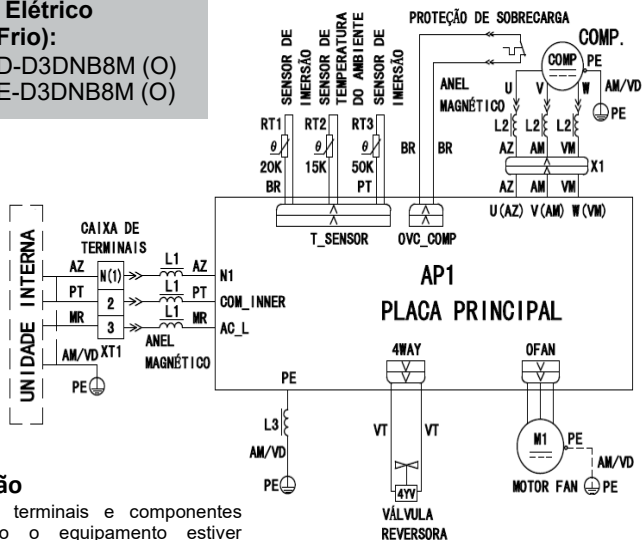 Elétrico
Frio):
D-D3DNB8M (O)
E-D3DNB8M (O)
PROTEÇÃO DE SOBRECARGA
COMP.
COMP
PE
U
V
W
AM/VD
PE
ANEL
MAGNÉTICO
L2
L2
L2
AZ
AM
VM
X1
AZ
AM
VM
U(AZ) V(AM) W(VM)
SENSOR DE
IMERSÃO
SENSOR DE
TEMPERATURA
DO AMBIENTE
SENSOR DE
IMERSÃO
RT1
RT2
RT3
θ
θ
θ
20K
15K
50K
BR
PT
BR
BR
T_SENSOR
OVC_COMP
UNIDADE INTERNA
CAIXA DE
TERMINAIS
AZ
N(1)
L1
AZ
N1
PT
2
L1
PT
COM_INNER
MR
3
L1
MR
AC_L
AM/VD
XT1
ANEL
MAGNÉTICO
PE
AP1
PLACA PRINCIPAL
PE
4WAY
OFAN
L3
AM/VD
PE
VT
VT
4YV
VÁLVULA
REVERSORA
M1
PE
AM/VD
MOTOR FAN
PE
ão
terminais e componentes
o o equipamento estiver